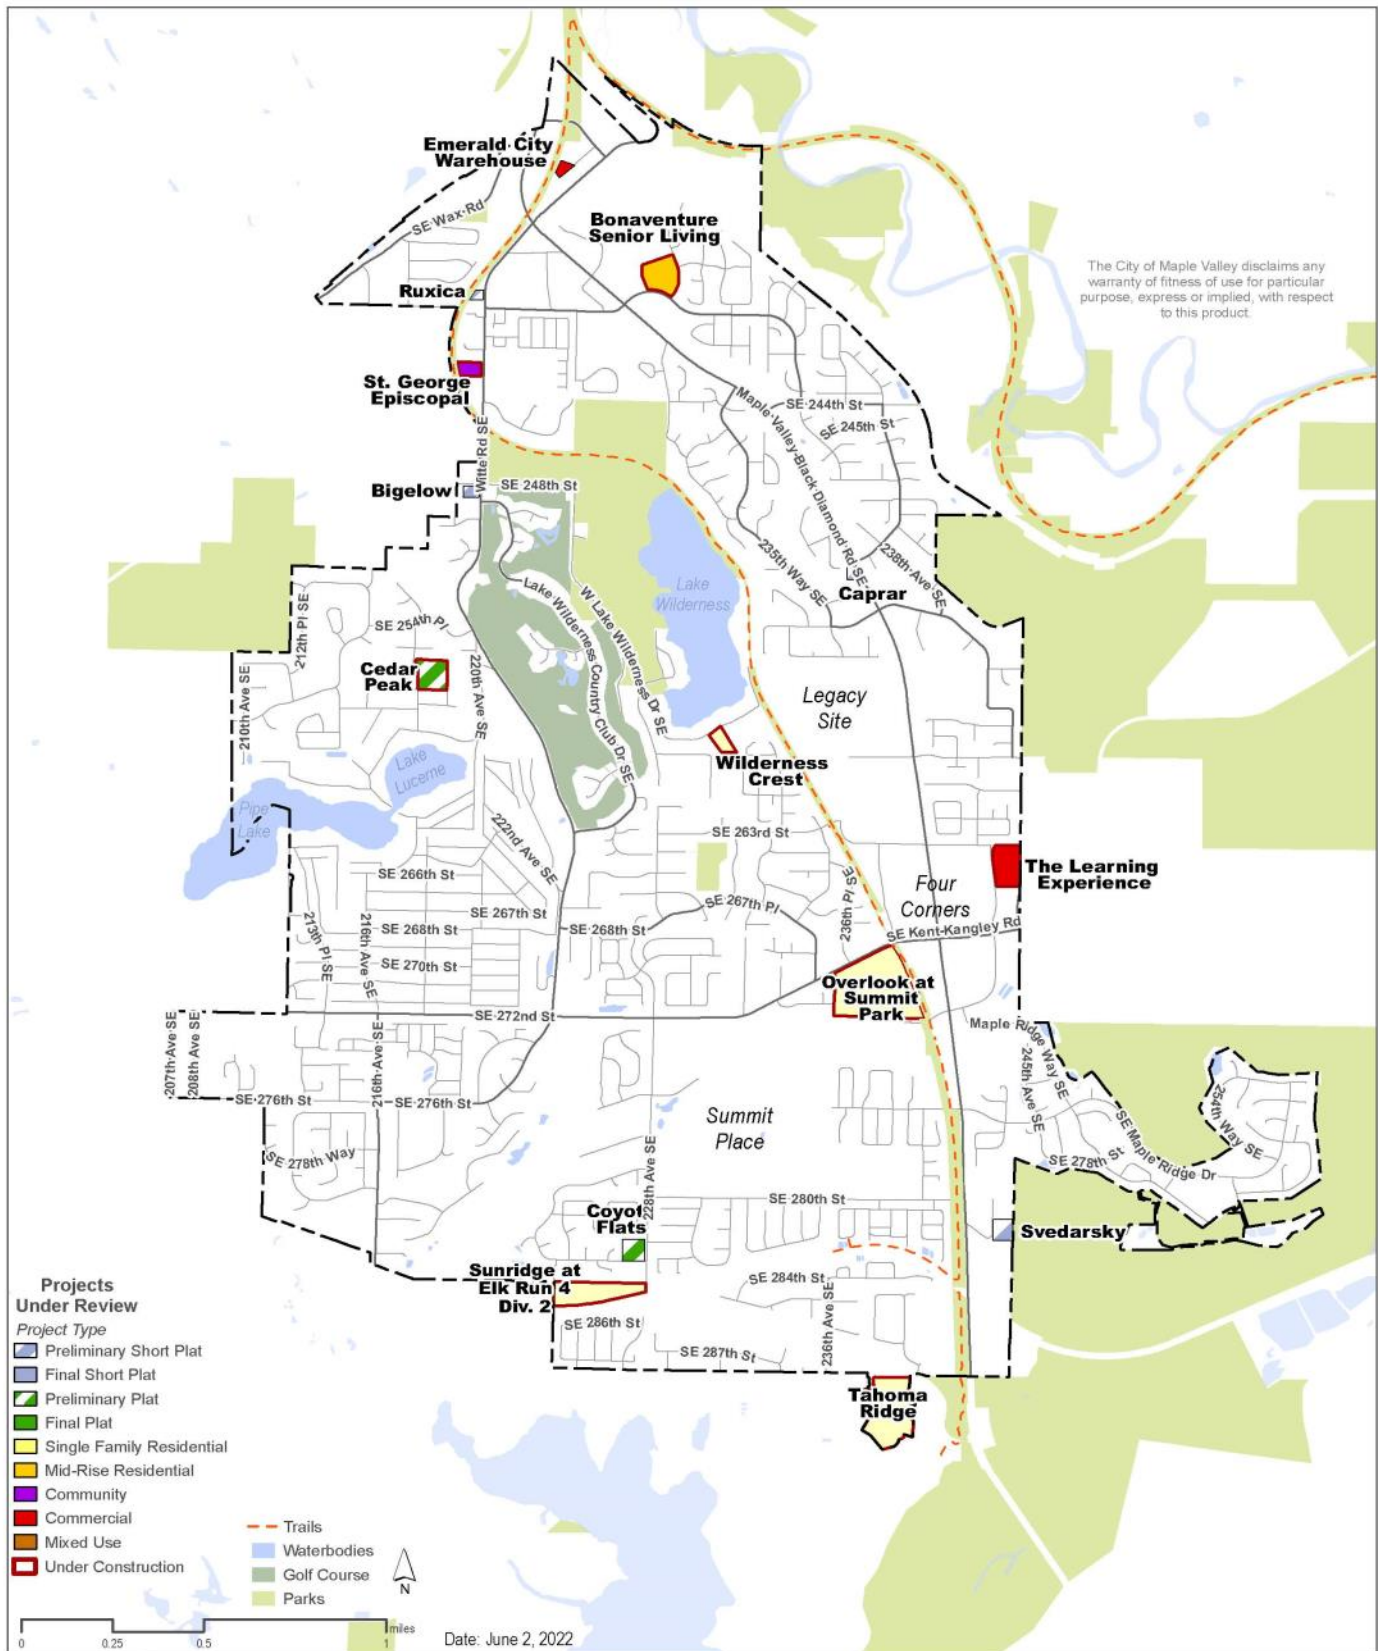 Emerald City
Warehouse
SE Wax Rd
Bonaventure
Senior Living
The City of Maple Valley disclaims any
warranty of fitness of use for particular
purpose, express or implied, with respect
to this product.
Ruxica
St. George
Episcopal
Witte Rd SE
Maple Valley-Black Diamond Rd SE
SE 244th St
SE 245th St
Bigelow
SE 248th St
235th Way SE
238th Ave SE
Lake
Wilderness
Caprar
212th Pl SE
SE 254th Pl
Lake Wilderness Country Club Dr SE
W Lake Wilderness Dr SE
Cedar
Peak
210th Ave SE
220th Ave SE
Legacy
Site
Wilderness
Crest
Lake
Lucerne
Pipe
Lake
222nd Ave SE
SE 263rd St
SE 266th St
236th Pl SE
The Learning
Experience
Four
Corners
SE 267th St
SE 267th Pl
213th Pl SE
216th Ave SE
SE 268th St
SE 268th St
SE Kent-Kangley Rd
SE 270th St
Overlook at
Summit
Park
SE 272nd St
207th Ave SE
208th Ave SE
216th Ave SE
Maple Ridge Way SE
245th Ave SE
SE 276th St
SE 276th St
Summit
Place
254th Way SE
SE Maple Ridge Dr
SE 278th St
SE 278th Way
228th Ave SE
SE 280th St
Coyot
Flats
Svedarsky
Sunridge at
Elk Run 4
Div. 2
SE 284th St
236th Ave SE
SE 286th St
SE 287th St
Tahoma
Ridge
Projects
Under Review
Project Type
Preliminary Short Plat
Final Short Plat
Preliminary Plat
Final Plat
Single Family Residential
Mid-Rise Residential
Community
Commercial
Mixed Use
Under Construction
Trails
Waterbodies
Golf Course
Parks
N
miles
0 0.25 0.5 1
Date: June 2, 2022